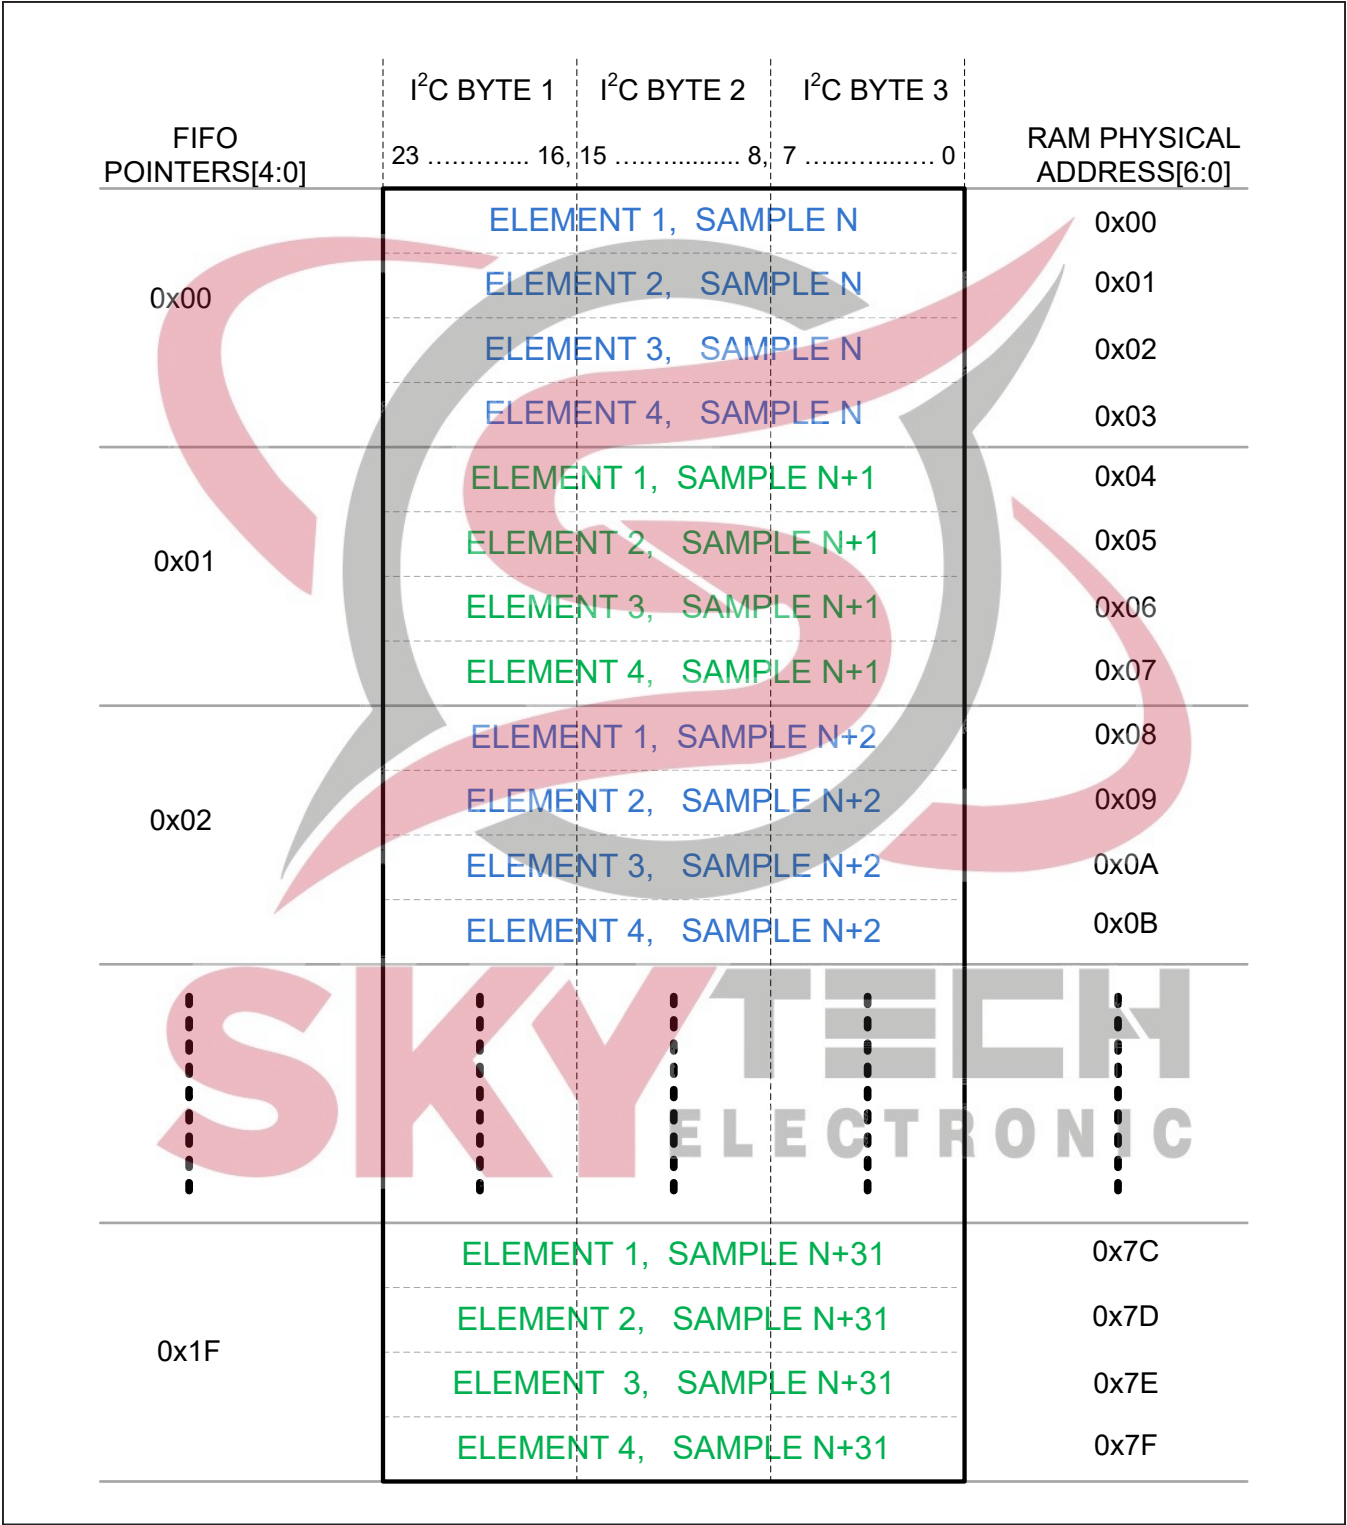 I²C BYTE 1 I²C BYTE 2 I²C BYTE 3
FIFO
POINTERS[4:0]
23 ............. 16, 15 .................. 8, 7 .................. 0
RAM PHYSICAL
ADDRESS[6:0]
ELEMENT 1, SAMPLE N 0x00
0x00
ELEMENT 2, SAMPLE N 0x01
ELEMENT 3, SAMPLE N 0x02
ELEMENT 4, SAMPLE N 0x03
ELEMENT 1, SAMPLE N+1 0x04
0x01
ELEMENT 2, SAMPLE N+1 0x05
ELEMENT 3, SAMPLE N+1 0x06
ELEMENT 4, SAMPLE N+1 0x07
ELEMENT 1, SAMPLE N+2 0x08
0x02
ELEMENT 2, SAMPLE N+2 0x09
ELEMENT 3, SAMPLE N+2 0x0A
ELEMENT 4, SAMPLE N+2 0x0B
SKYTECH
ELECTRONIC
ELEMENT 1, SAMPLE N+31 0x7C
0x1F
ELEMENT 2, SAMPLE N+31 0x7D
ELEMENT 3, SAMPLE N+31 0x7E
ELEMENT 4, SAMPLE N+31 0x7F